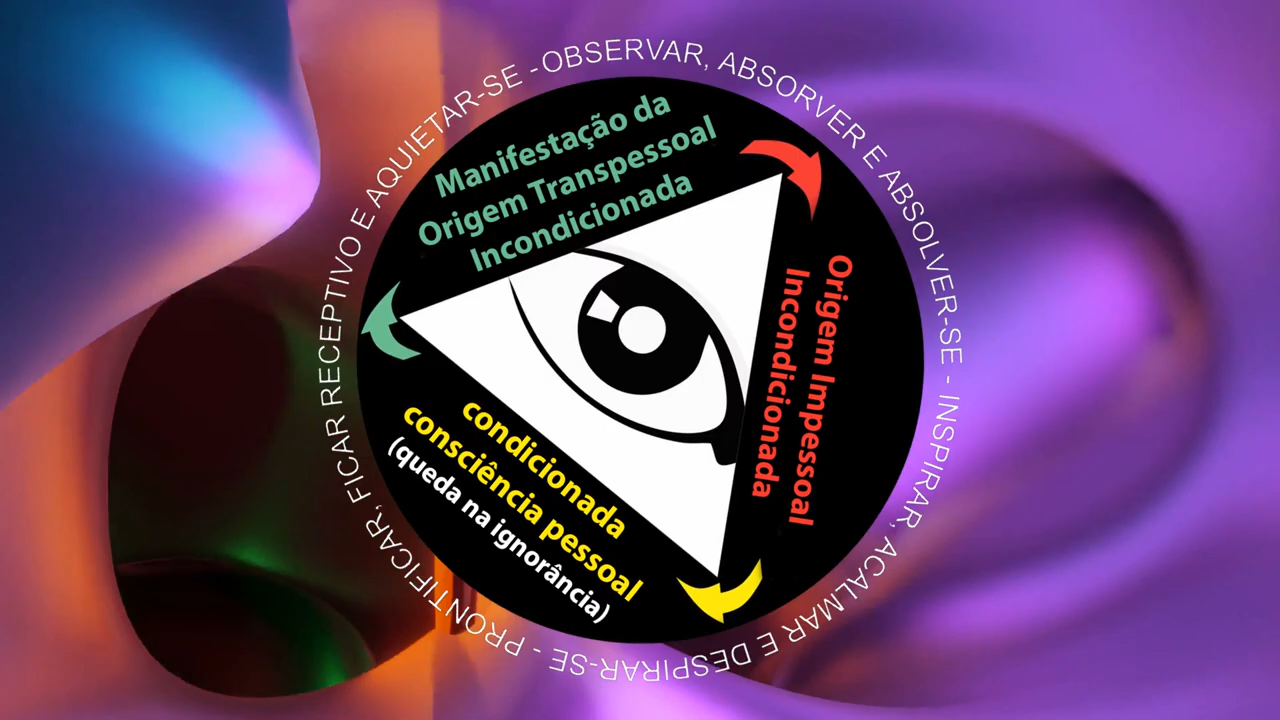 OBSERVAR, ABSORVER E ABSOLVER-SE - INSPIRAR, ACALMAR E DESPIRAR-SE - PRONTIFICAR, FICAR RECEPTIVO E AQUIETAR-SE -
Manifestação da
Origem Transpessoal
Incondicionada
Origem Impessoal
Incondicionada
condicionada
consciência pessoal
(queda na ignorância)